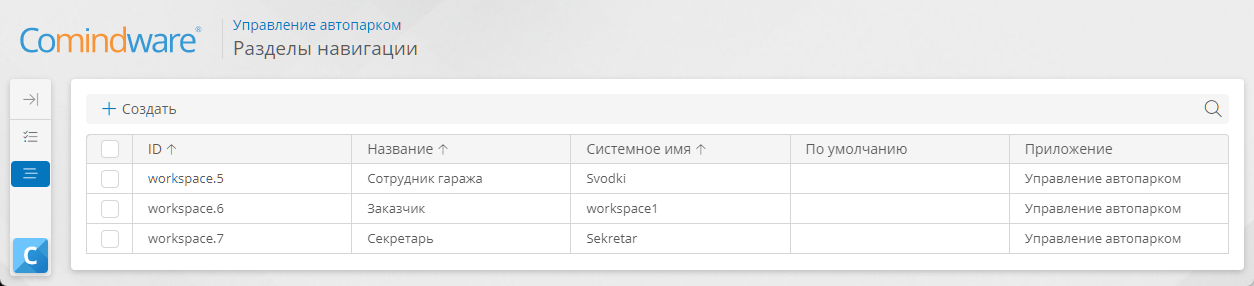 Comindware®
Управление автопарком
Разделы навигации
Создать
ID Название Системное имя По умолчанию Приложение
workspace.5 Сотрудник гаража Svodki Управление автопарком
workspace.6 Заказчик workspace1 Управление автопарком
workspace.7 Секретарь Sekretar Управление автопарком
C